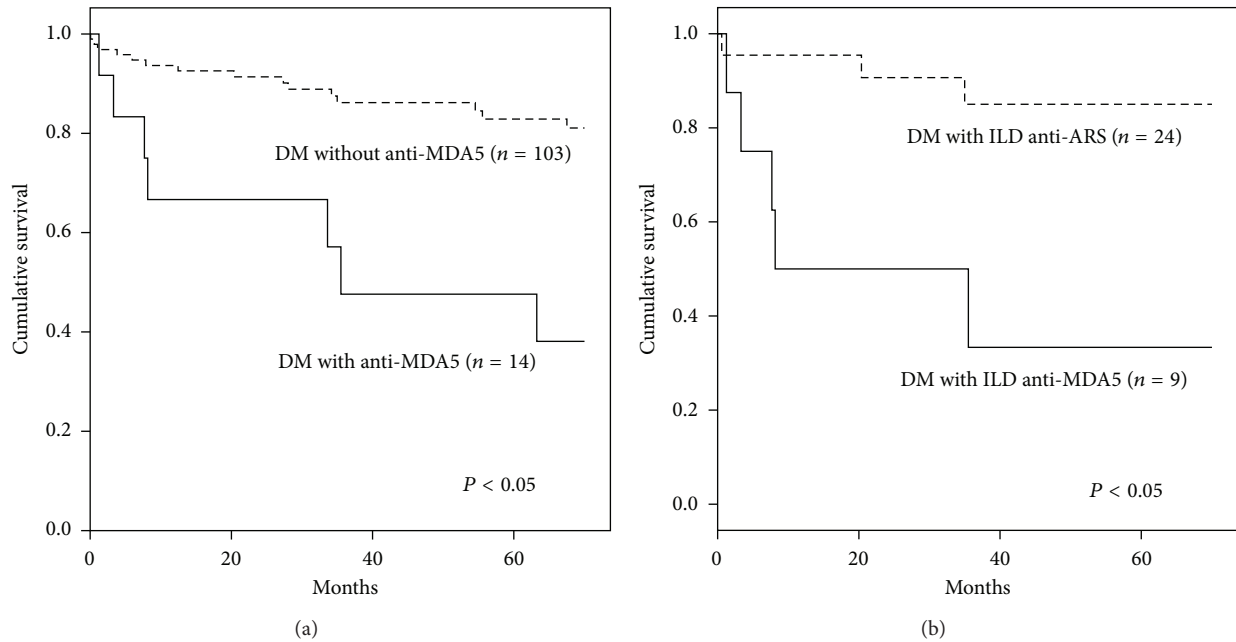 Cumulative survival
1.0
0.8
0.6
0.4
0.2
0.0
DM without anti-MDA5 (n = 103)
DM with anti-MDA5 (n = 14)
P < 0.05
0 20 40 60
Months
(a)
Cumulative survival
1.0
0.8
0.6
0.4
0.2
0.0
DM with ILD anti-ARS (n = 24)
DM with ILD anti-MDA5 (n = 9)
P < 0.05
0 20 40 60
Months
(b)